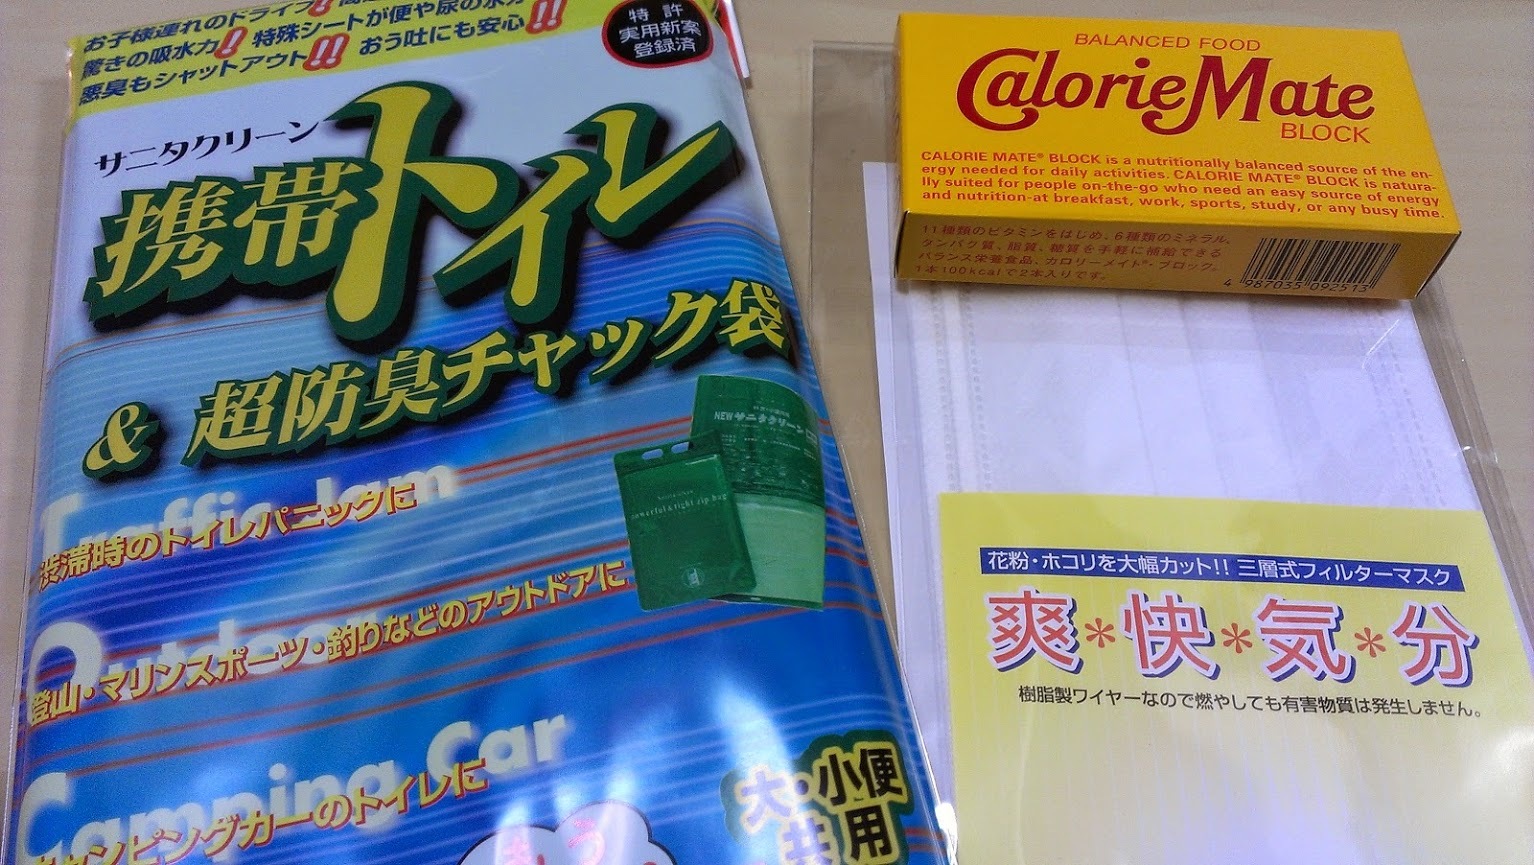 お子様連れのドライブ!
驚きの吸水力! 特殊シートが便や尿の水分
悪臭もシャットアウト!! おう吐にも安心!!
特許
実用新案
登録済
サニタクリーン
携帯トイレ
& 超防臭チャック袋
NEWサニタクリーン
powerful & tight zip bag
Traffic Jam
渋滞時のトイレパニックに
Outdoor
登山・マリンスポーツ・釣りなどのアウトドアに
Camping Car
キャンピングカーのトイレに
大・小便
共用
BALANCED FOOD
CalorieMate
BLOCK
CALORIE MATE® BLOCK is a nutritionally balanced source of the en-
ergy needed for daily activities. CALORIE MATE® BLOCK is natura-
lly suited for people on-the-go who need an easy source of energy
and nutrition-at breakfast, work, sports, study, or any busy time.
11種類のビタミンをはじめ、6種類のミネラル、
タンパク質、脂質、糖質を手軽に補給できる
バランス栄養食品、カロリーメイト®・ブロック。
1本100kcalで2本入りです。
4 987035 092513
花粉・ホコリを大幅カット!! 三層式フィルターマスク
爽*快*気*分
樹脂製ワイヤーなので燃やしても有害物質は発生しません。